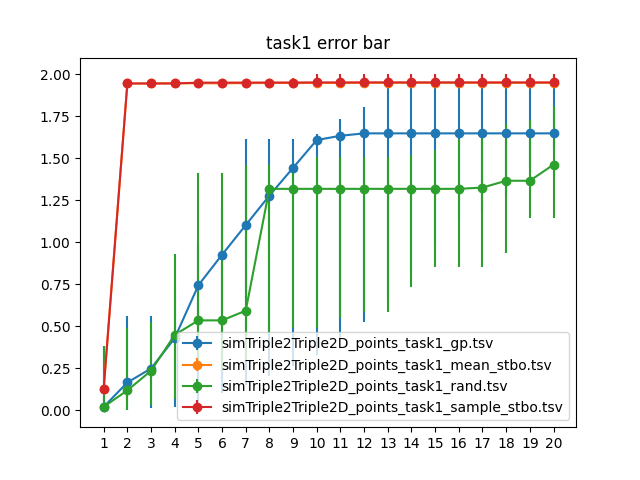 task1 error bar
2.00
1.75
1.50
1.25
1.00
0.75
0.50
0.25
0.00
simTriple2Triple2D_points_task1_gp.tsv
simTriple2Triple2D_points_task1_mean_stbo.tsv
simTriple2Triple2D_points_task1_rand.tsv
simTriple2Triple2D_points_task1_sample_stbo.tsv
1 2 3 4 5 6 7 8 9 10 11 12 13 14 15 16 17 18 19 20